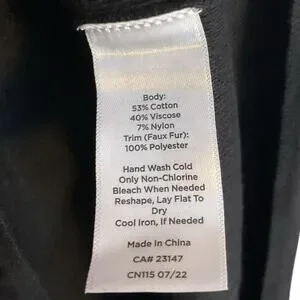 Body:
53% Cotton
40% Viscose
7% Nylon
Trim (Faux Fur):
100% Polyester
Hand Wash Cold
Only Non-Chlorine
Bleach When Needed
Reshape, Lay Flat To
Dry
Cool Iron, If Needed
Made In China
CA# 23147
CN115 07/22